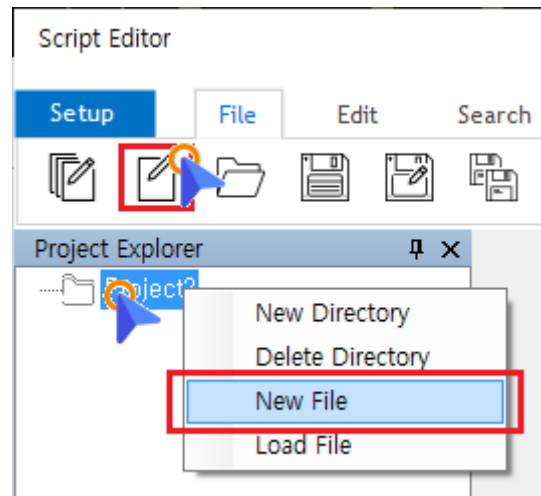 Script Editor
Setup File Edit Search
Project Explorer
New Directory
Delete Directory
New File
Load File